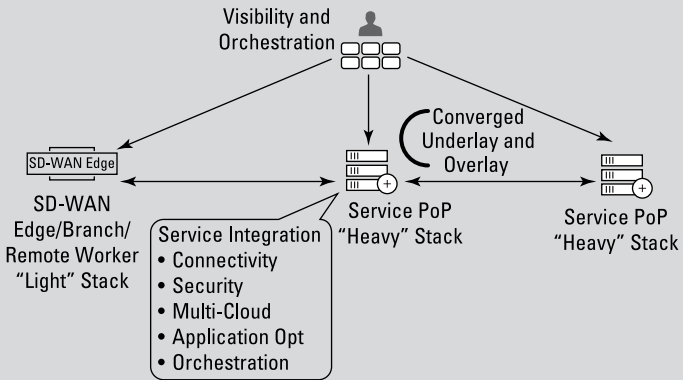 Visibility and
Orchestration
Converged
Underlay and
Overlay
SD-WAN Edge
SD-WAN
Edge/Branch/
Remote Worker
“Light” Stack
Service PoP
“Heavy” Stack
Service PoP
“Heavy” Stack
Service Integration
• Connectivity
• Security
• Multi-Cloud
• Application Opt
• Orchestration